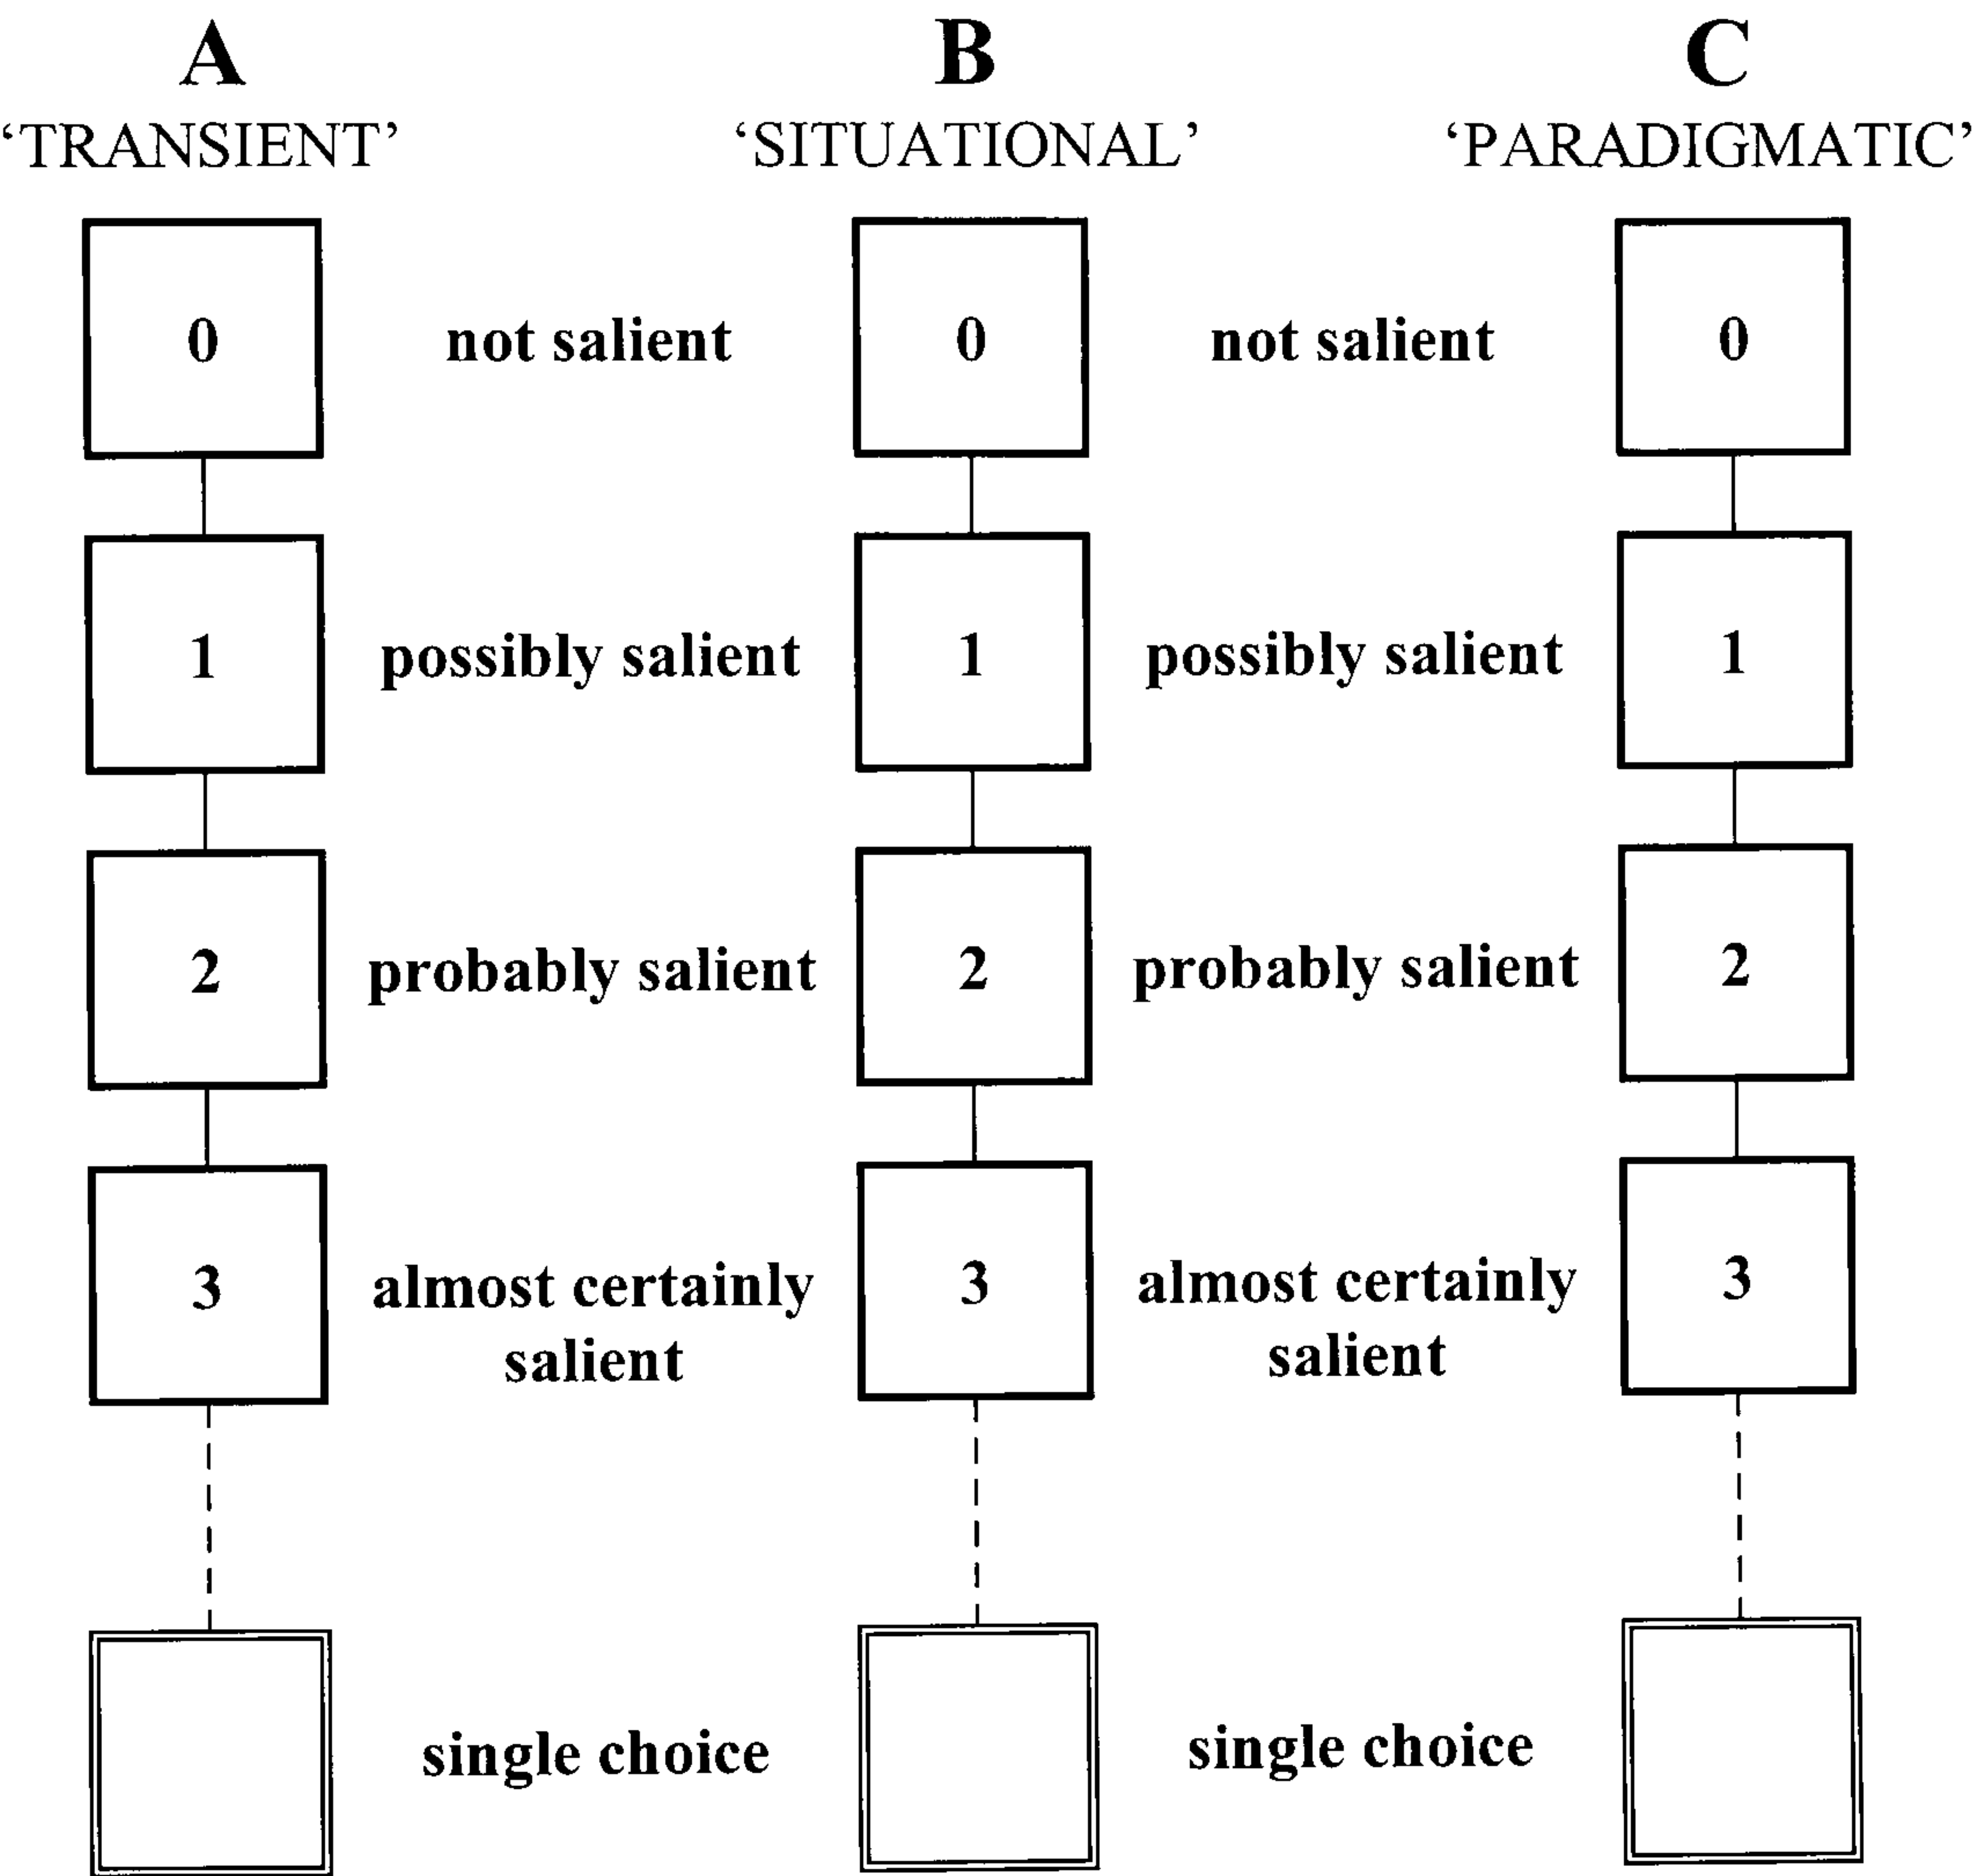 A B C
‘TRANSIENT’ ‘SITUATIONAL’ ‘PARADIGMATIC’
0 not salient 0 not salient 0
1 possibly salient 1 possibly salient 1
2 probably salient 2 probably salient 2
3 almost certainly 3 almost certainly 3
salient salient
single choice single choice